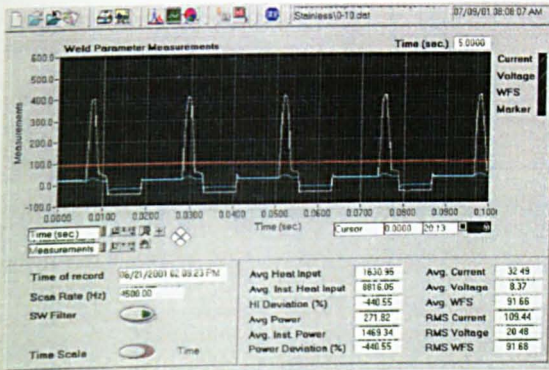 Stainless\0-10.dat
07/09/01 08:08:07 AM
Weld Parameter Measurements
Time (sec.) 5.0000
Current
Voltage
WFS
Marker
600.0
500.0
400.0
300.0
200.0
100.0
0.0
-100.0
Measurements
0.0000 0.0100 0.0200 0.0300 0.0400 0.0500 0.0600 0.0700 0.0800 0.0900 0.100
Time (sec)
Time (sec)
Measurements
Cursor 0.0000 20.13
Time of record 06/21/2001 02:09:23 PM
Scan Rate (Hz) 4500.00
SW Filter
Time Scale Time
Avg Heat Input 1630.95
Avg. Inst. Heat Input 8816.05
HI Deviation (%) -440.55
Avg Power 271.82
Avg. Inst. Power 1469.34
Power Deviation (%) -440.55
Avg. Current 32.49
Avg. Voltage 8.37
Avg. WFS 91.66
RMS Current 109.44
RMS Voltage 20.48
RMS WFS 91.68